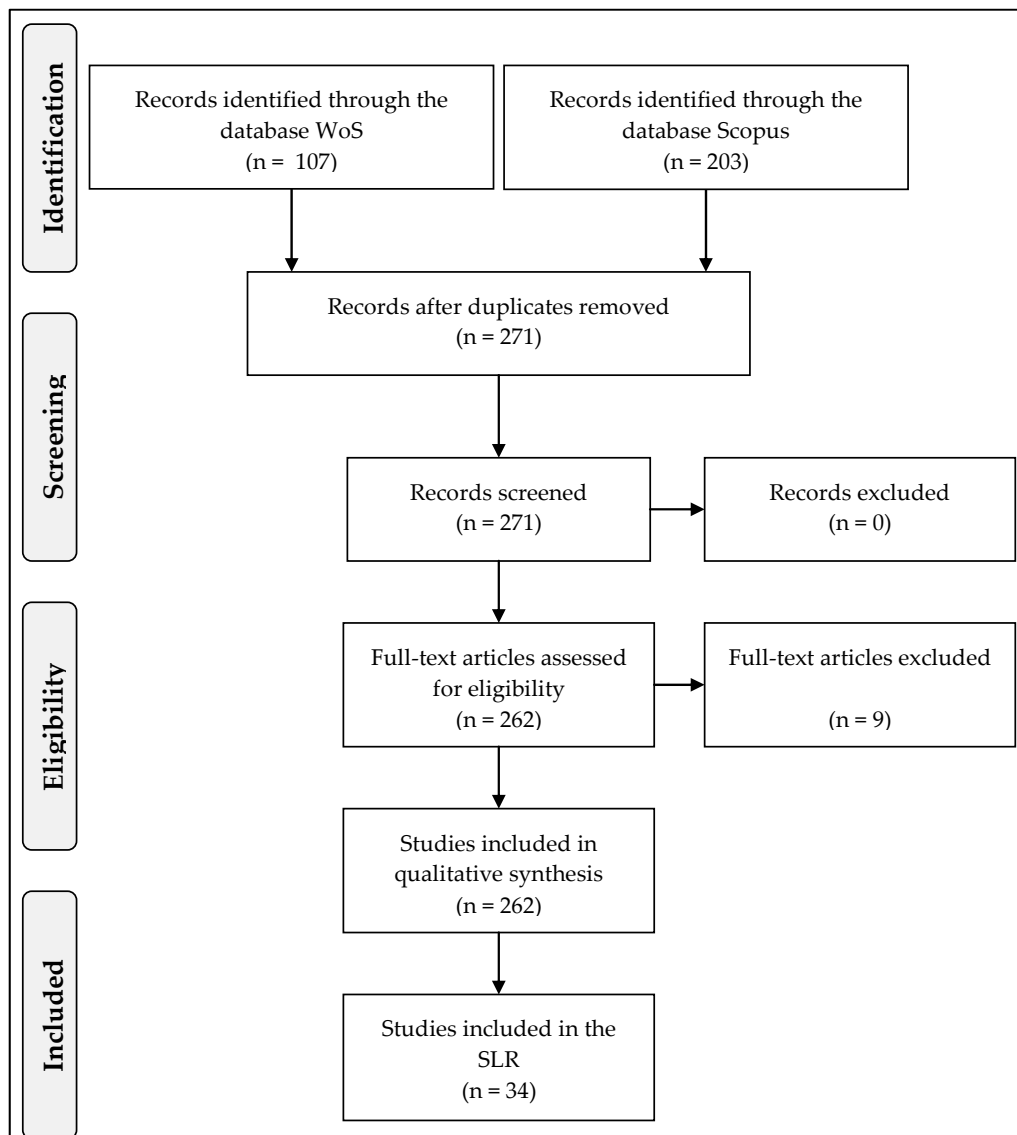 Identification
Records identified through the
database WoS
(n = 107)
Records identified through the
database Scopus
(n = 203)
Records after duplicates removed
(n = 271)
Screening
Records screened
(n = 271)
Records excluded
(n = 0)
Eligibility
Full-text articles assessed
for eligibility
(n = 262)
Full-text articles excluded
(n = 9)
Studies included in
qualitative synthesis
(n = 262)
Included
Studies included in the
SLR
(n = 34)